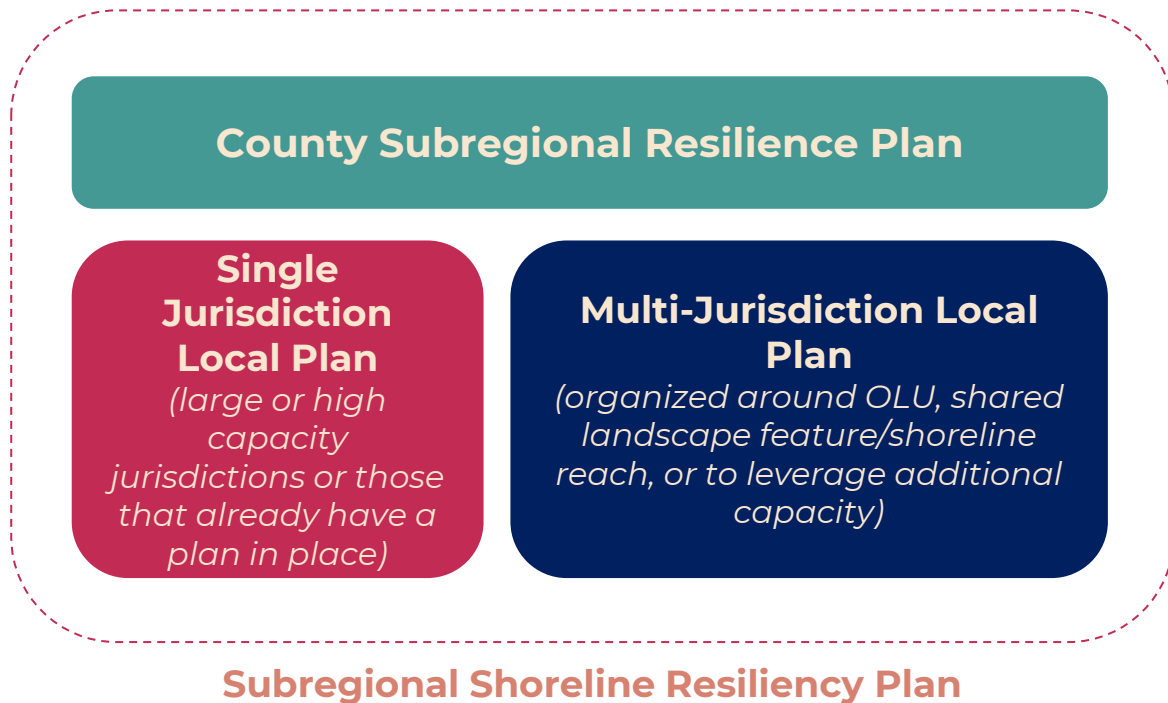 County Subregional Resilience Plan
Single
Jurisdiction
Local Plan
(large or high
capacity
jurisdictions or those
that already have a
plan in place)
Multi-Jurisdiction Local
Plan
(organized around OLU, shared
landscape feature/shoreline
reach, or to leverage additional
capacity)
Subregional Shoreline Resiliency Plan